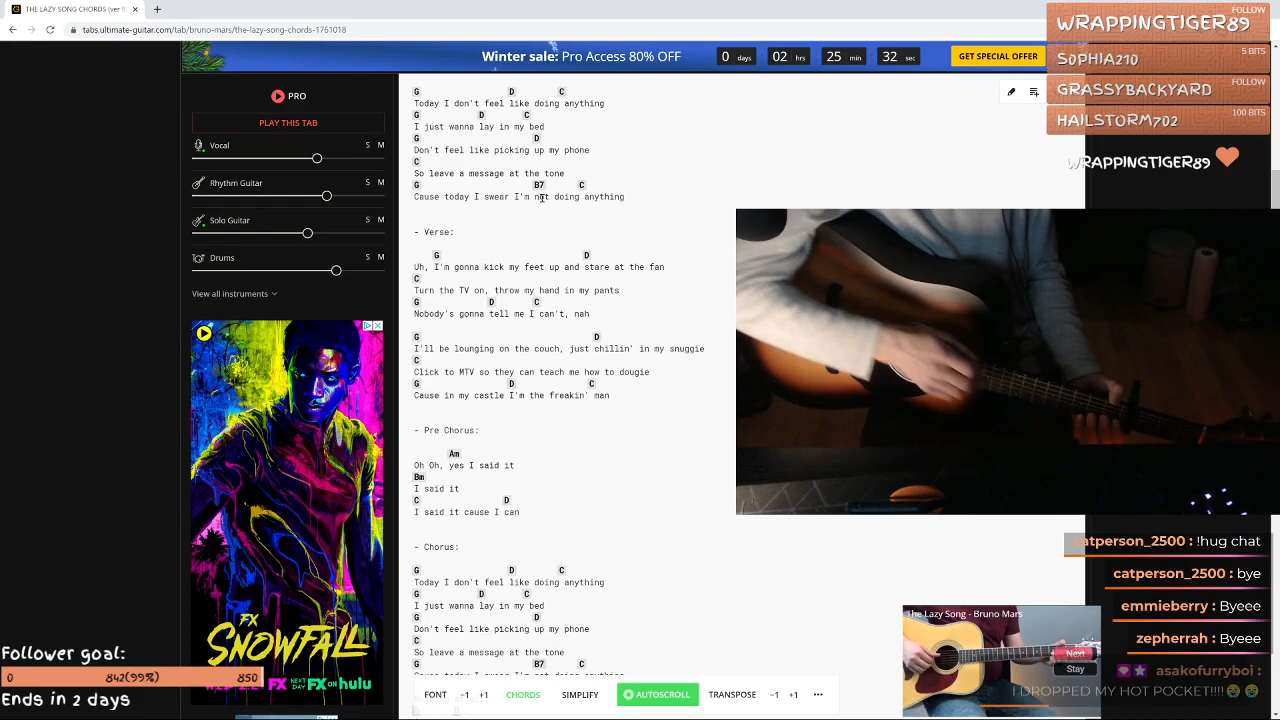 THE LAZY SONG CHORDS (ver
tabs.ultimate-guitar.com/tab/bruno-mars/the-lazy-song-chords-1761018
Winter sale: Pro Access 80% OFF
0 days : 02 hrs : 25 min : 32 sec
GET SPECIAL OFFER
PRO
PLAY THIS TAB
Vocal S M
Rhythm Guitar S M
Solo Guitar S M
Drums S M
View all instruments
FX
SNOWFALL
FX NEXT DAY FX on hulu
G D C
Today I don't feel like doing anything
G D C
I just wanna lay in my bed
G D
Don't feel like picking up my phone
C
So leave a message at the tone
G B7 C
Cause today I swear I'm not doing anything
- Verse:
G D
Uh, I'm gonna kick my feet up and stare at the fan
C
Turn the TV on, throw my hand in my pants
G D C
Nobody's gonna tell me I can't, nah
G D
I'll be lounging on the couch, just chillin' in my snuggie
C
Click to MTV so they can teach me how to dougie
G D C
Cause in my castle I'm the freakin' man
- Pre Chorus:
Am
Oh Oh, yes I said it
Bm
I said it
C D
I said it cause I can
- Chorus:
G D C
Today I don't feel like doing anything
G D C
I just wanna lay in my bed
G D
Don't feel like picking up my phone
C
So leave a message at the tone
G B7 C
Cause today I swear I'm not doing anything
FONT −1 +1 CHORDS SIMPLIFY AUTOSCROLL TRANSPOSE −1 +1
FOLLOW
WRAPPINGTIGER89
5 BITS
S0PHIA210
FOLLOW
GRASSYBACKYARD
100 BITS
HAILSTORM702
WRAPPINGTIGER89
catperson_2500 : !hug chat
catperson_2500 : bye
emmieberry : Byeee
zepherrah : Byeee
asakofurryboi :
I DROPPED MY HOT POCKET!!!! 😭😭
The Lazy Song - Bruno Mars
Next
Stay
Follower goal:
0 842(99%) 850
Ends in 2 days